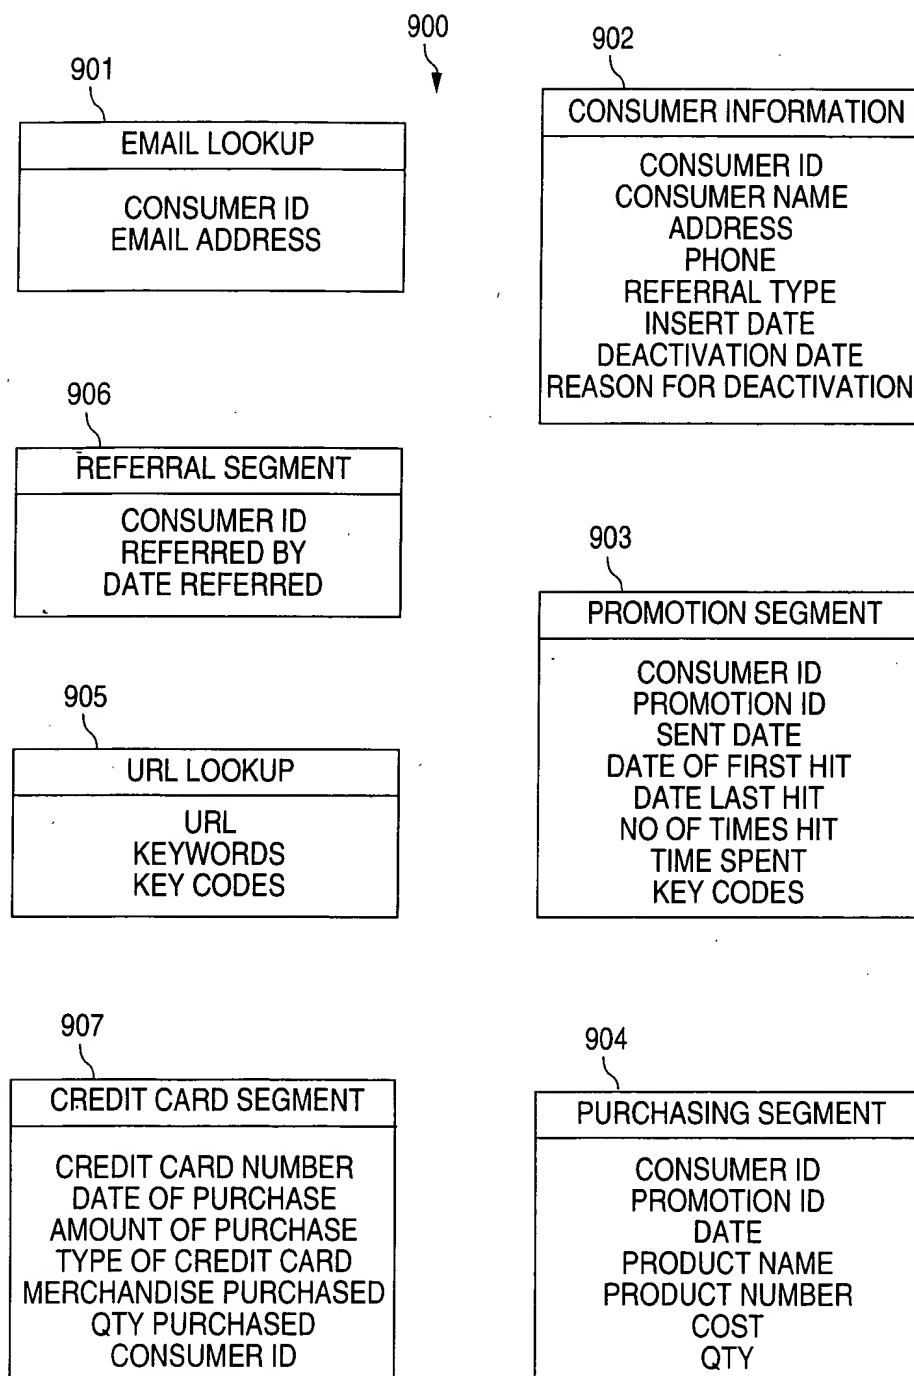 900
901
EMAIL LOOKUP
CONSUMER ID
EMAIL ADDRESS
902
CONSUMER INFORMATION
CONSUMER ID
CONSUMER NAME
ADDRESS
PHONE
REFERRAL TYPE
INSERT DATE
DEACTIVATION DATE
REASON FOR DEACTIVATION
906
REFERRAL SEGMENT
CONSUMER ID
REFERRED BY
DATE REFERRED
903
PROMOTION SEGMENT
CONSUMER ID
PROMOTION ID
SENT DATE
DATE OF FIRST HIT
DATE LAST HIT
NO OF TIMES HIT
TIME SPENT
KEY CODES
905
URL LOOKUP
URL
KEYWORDS
KEY CODES
907
CREDIT CARD SEGMENT
CREDIT CARD NUMBER
DATE OF PURCHASE
AMOUNT OF PURCHASE
TYPE OF CREDIT CARD
MERCHANDISE PURCHASED
QTY PURCHASED
CONSUMER ID
904
PURCHASING SEGMENT
CONSUMER ID
PROMOTION ID
DATE
PRODUCT NAME
PRODUCT NUMBER
COST
QTY